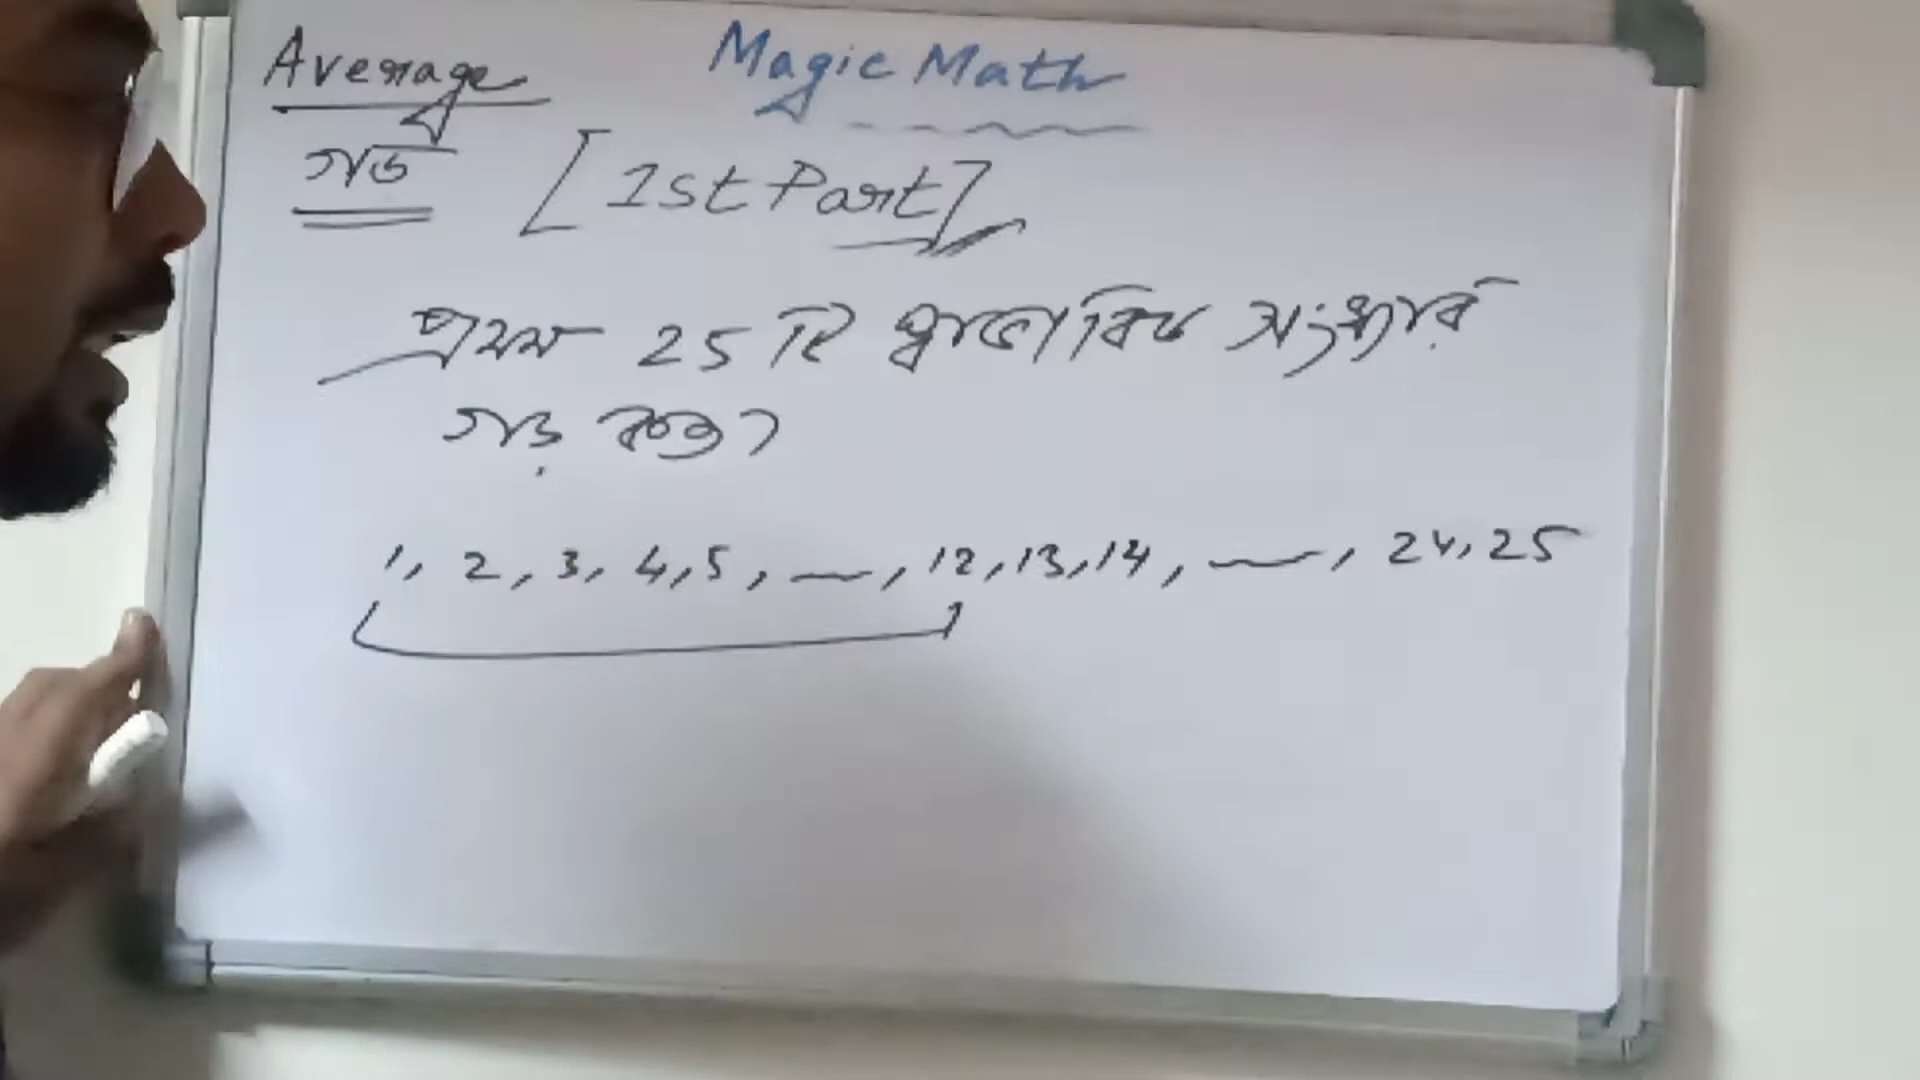 Average Magic Math
গড় [1st Part]
প্রথম 25 টি স্বাভাবিক সংখ্যার
গড় কত?
1, 2, 3, 4, 5, —, 12, 13, 14, —, 24, 25